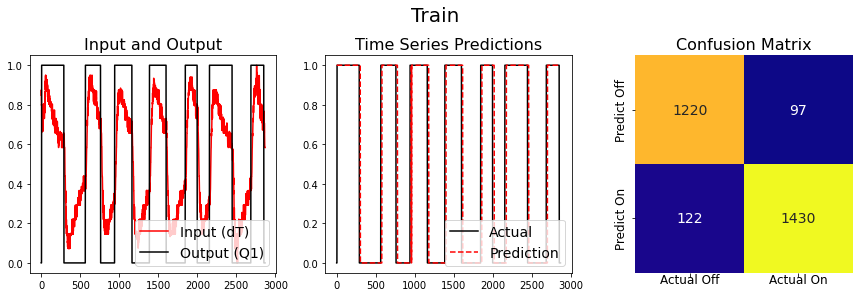 Train
Input and Output
1.0
0.8
0.6
0.4
0.2
0.0
0
500
1000
1500
2000
2500
3000
Input (dT)
Output (Q1)
Time Series Predictions
1.0
0.8
0.6
0.4
0.2
0.0
0
500
1000
1500
2000
2500
3000
Actual
Prediction
Confusion Matrix
Predict Off
Predict On
1220
97
122
1430
Actual Off
Actual On